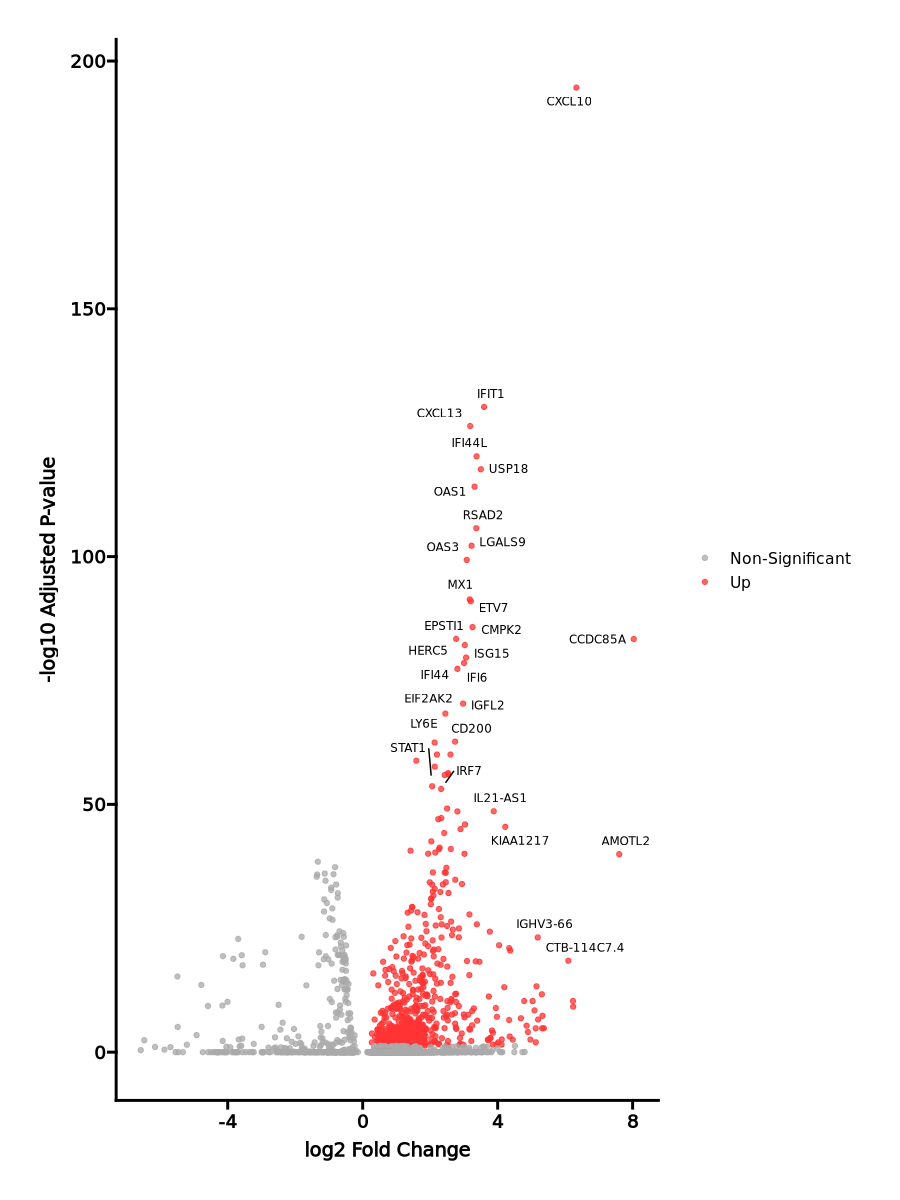 200
CXCL10
150
IFIT1
CXCL13
IFI44L
USP18
OAS1
RSAD2
LGALS9
OAS3
100
Non-Significant
Up
MX1
ETV7
EPSTI1
CMPK2
CCDC85A
HERC5
ISG15
IFI44
IFI6
EIF2AK2
IGFL2
LY6E
CD200
STAT1
IRF7
IL21-AS1
50
KIAA1217
AMOTL2
IGHV3-66
CTB-114C7.4
0
-4 0 4 8
log2 Fold Change
-log10 Adjusted P-value